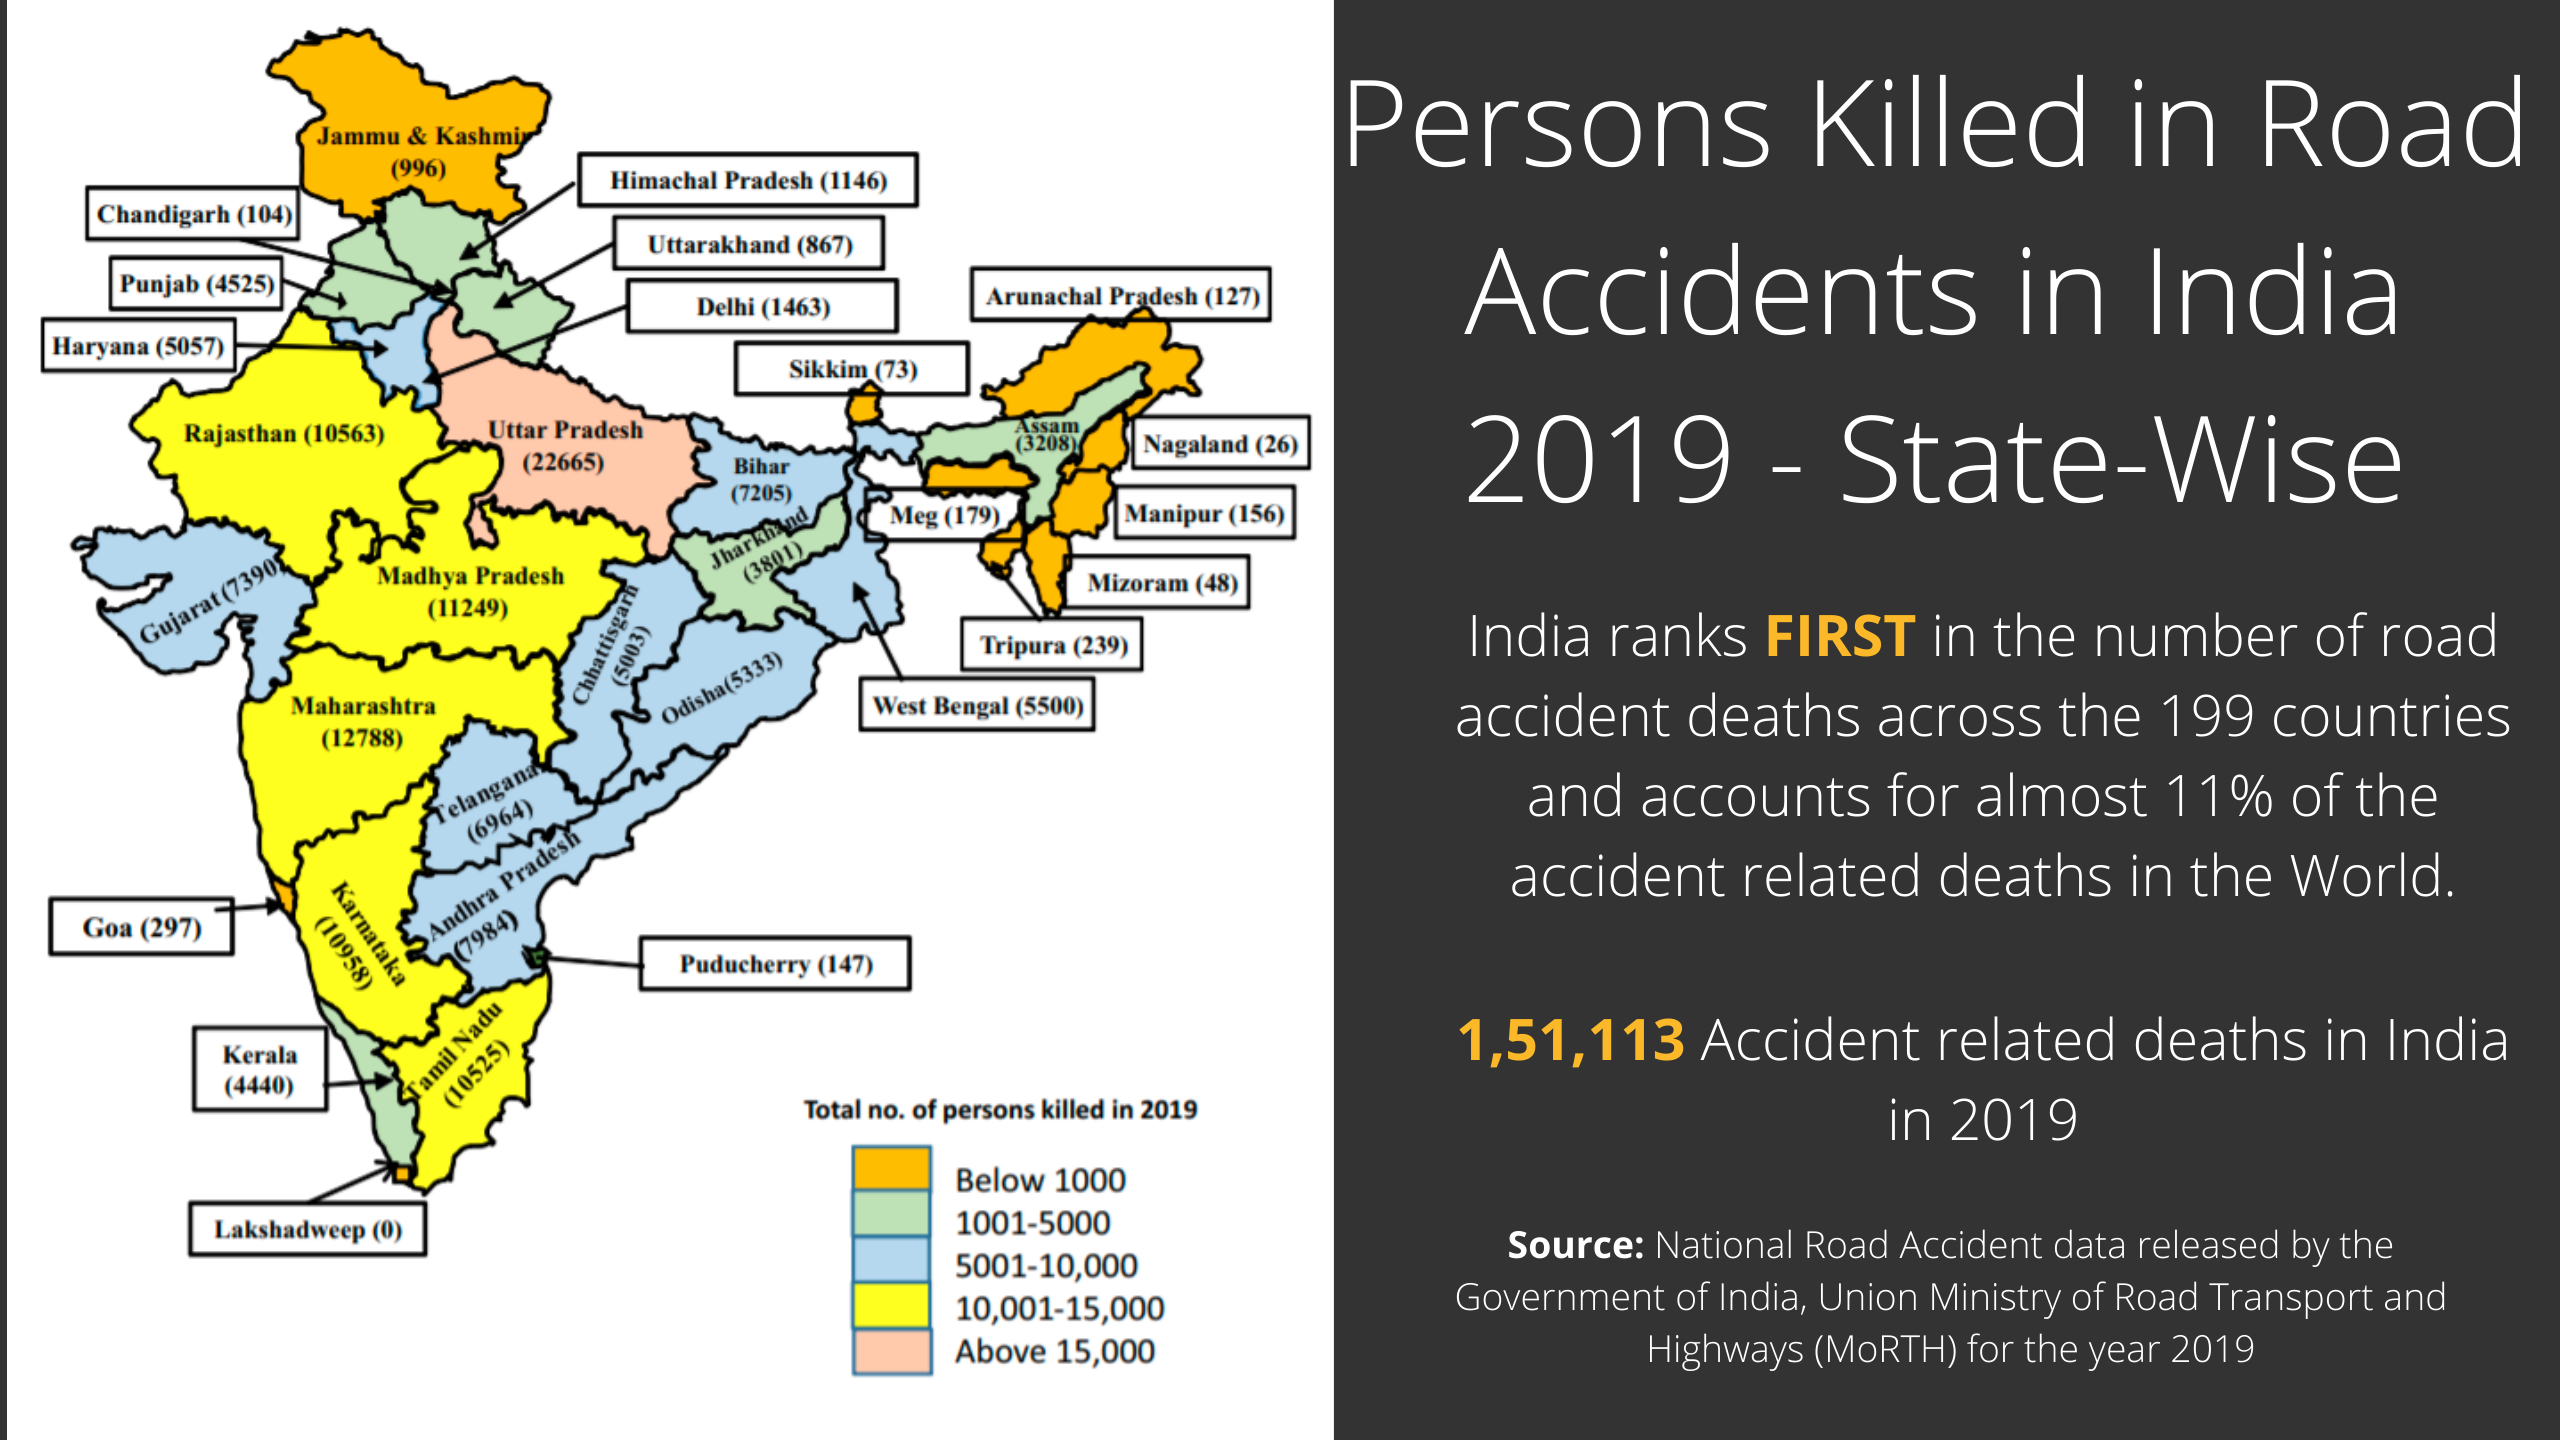 Persons Killed in Road
Accidents in India
2019 - State-Wise
India ranks FIRST in the number of road
accident deaths across the 199 countries
and accounts for almost 11% of the
accident related deaths in the World.
1,51,113 Accident related deaths in India
in 2019
Source: National Road Accident data released by the
Government of India, Union Ministry of Road Transport and
Highways (MoRTH) for the year 2019
Jammu & Kashmir
(996)
Himachal Pradesh (1146)
Chandigarh (104)
Uttarakhand (867)
Punjab (4525)
Delhi (1463)
Arunachal Pradesh (127)
Haryana (5057)
Sikkim (73)
Rajasthan (10563)
Uttar Pradesh
(22665)
Assam
(3208)
Nagaland (26)
Bihar
(7205)
Meg (179)
Manipur (156)
Jharkhand
(3801)
Gujarat (7390)
Madhya Pradesh
(11249)
Mizoram (48)
Chhattisgarh
(5003)
Tripura (239)
Odisha(5333)
West Bengal (5500)
Maharashtra
(12788)
Telangana
(6964)
Andhra Pradesh
(7984)
Goa (297)
Karnataka
(10958)
Puducherry (147)
Kerala
(4440)
Tamil Nadu
(10525)
Lakshadweep (0)
Total no. of persons killed in 2019
Below 1000
1001-5000
5001-10,000
10,001-15,000
Above 15,000